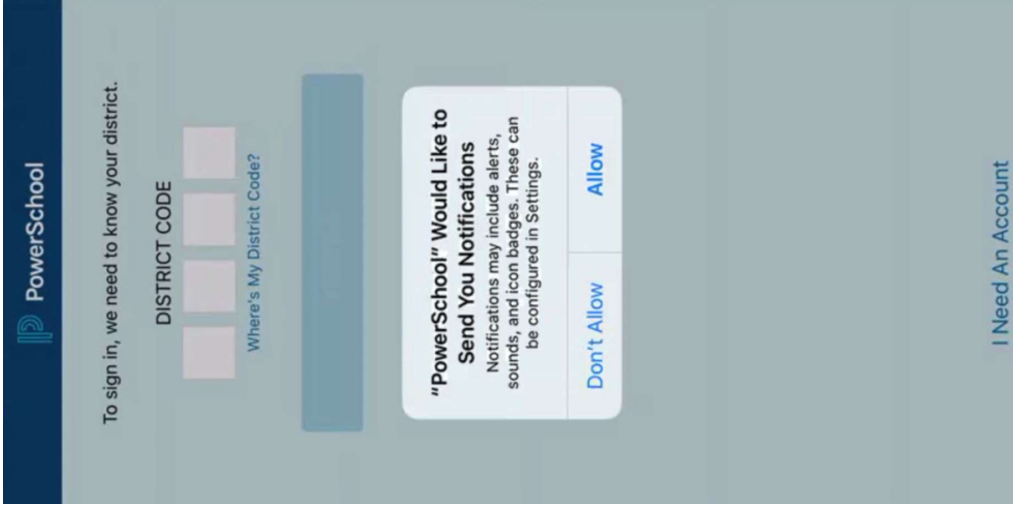 PowerSchool
To sign in, we need to know your district.
DISTRICT CODE
Where's My District Code?
"PowerSchool" Would Like to
Send You Notifications
Notifications may include alerts,
sounds, and icon badges. These can
be configured in Settings.
Don't Allow
Allow
I Need An Account